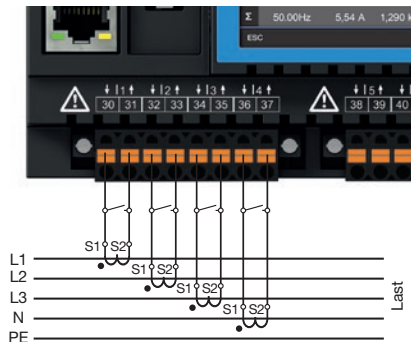 Σ 50.00Hz 5,54 A 1,290
ESC
I1 I2 I3 I4 I5
30 31 32 33 34 35 36 37 38 39 40
S1 S2
L1
S1 S2
L2
S1 S2
L3
S1 S2
N
PE
Last